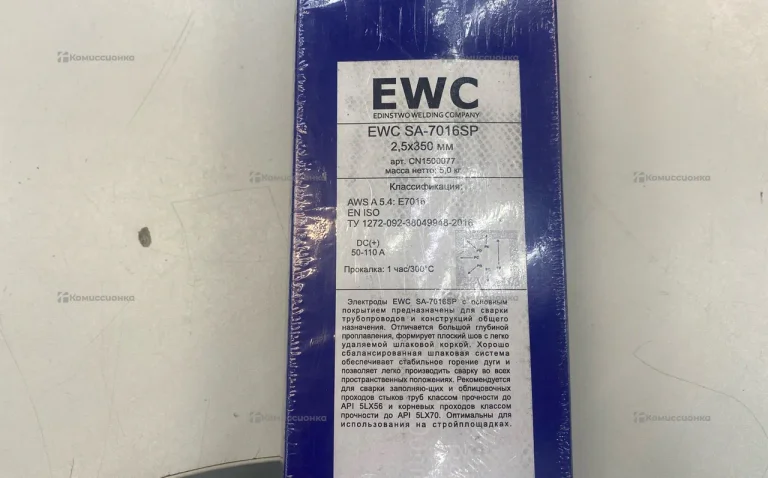 EWC
EDINSTWO WELDING COMPANY
EWC SA-7016SP
2,5x350 мм
арт. CN1500077
масса нетто: 5,0 кг
Классификация:
AWS A 5.4: E7016
EN ISO
ТУ 1272-092-38049948-2016
DC(+)
50-110 А
Прокалка: 1 час/300°С
Электроды EWC SA-7016SP с основным
покрытием предназначены для сварки
трубопроводов и конструкций общего
назначения. Отличается большой глубиной
проплавления, формирует плоский шов с легко
удаляемой шлаковой коркой. Хорошо
сбалансированная шлаковая система
обеспечивает стабильное горение дуги и
позволяет легко производить сварку во всех
пространственных положениях. Рекомендуется
для сварки заполняю-щих и облицовочных
проходов стыков труб классом прочности до
API 5LX56 и корневых проходов классом
прочности до API 5LX70. Оптимальны для
использования на стройплощадках.
Комиссионка
Комиссионка
Комиссионка
Комиссионка
Комиссионка
Комиссионка
Комиссионка
Комиссионка